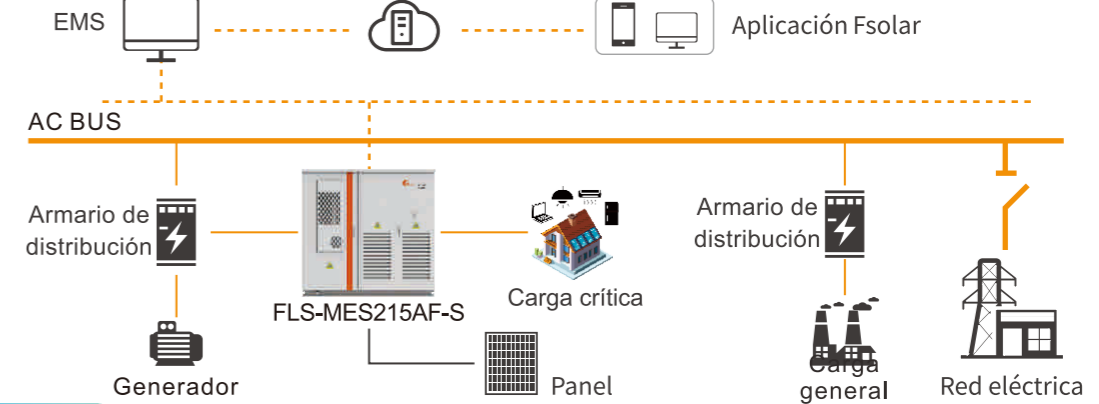 EMS
Aplicación Fsolar
AC BUS
Armario de
distribución
Armario de
distribución
Carga crítica
FLS-MES215AF-S
Generador
Panel
Carga
general
Red eléctrica